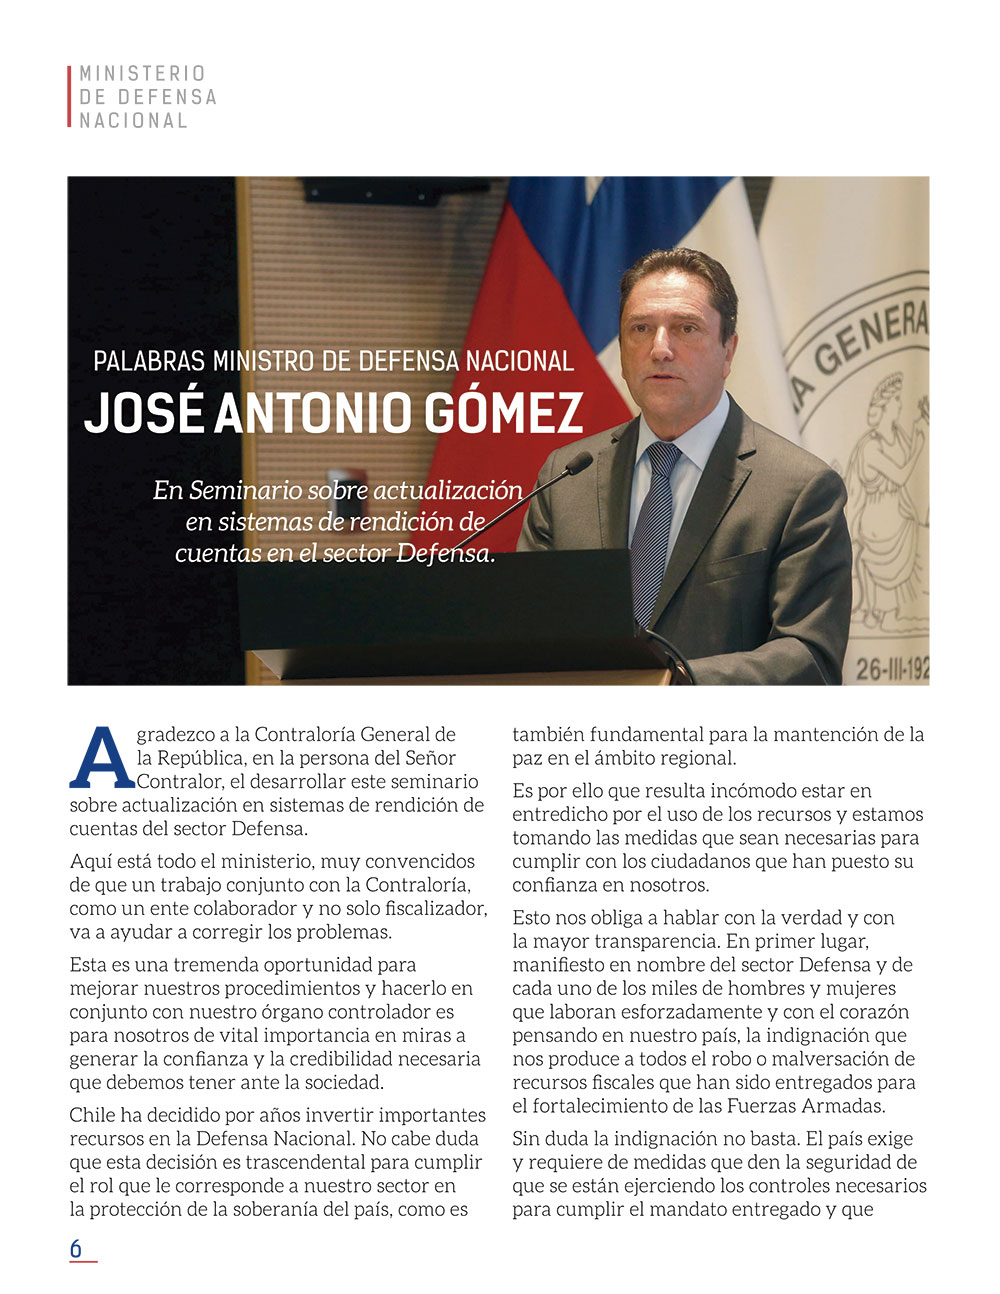 MINISTERIO
DE DEFENSA
NACIONAL
PALABRAS MINISTRO DE DEFENSA NACIONAL
JOSÉ ANTONIO GÓMEZ
En Seminario sobre actualización
en sistemas de rendición de
cuentas en el sector Defensa.
A GENERA
26-III-192
Agradezco a la Contraloría General de
la República, en la persona del Señor
Contralor, el desarrollar este seminario
sobre actualización en sistemas de rendición de
cuentas del sector Defensa.
Aquí está todo el ministerio, muy convencidos
de que un trabajo conjunto con la Contraloría,
como un ente colaborador y no solo fiscalizador,
va a ayudar a corregir los problemas.
Esta es una tremenda oportunidad para
mejorar nuestros procedimientos y hacerlo en
conjunto con nuestro órgano controlador es
para nosotros de vital importancia en miras a
generar la confianza y la credibilidad necesaria
que debemos tener ante la sociedad.
Chile ha decidido por años invertir importantes
recursos en la Defensa Nacional. No cabe duda
que esta decisión es trascendental para cumplir
el rol que le corresponde a nuestro sector en
la protección de la soberanía del país, como es
también fundamental para la mantención de la
paz en el ámbito regional.
Es por ello que resulta incómodo estar en
entredicho por el uso de los recursos y estamos
tomando las medidas que sean necesarias para
cumplir con los ciudadanos que han puesto su
confianza en nosotros.
Esto nos obliga a hablar con la verdad y con
la mayor transparencia. En primer lugar,
manifiesto en nombre del sector Defensa y de
cada uno de los miles de hombres y mujeres
que laboran esforzadamente y con el corazón
pensando en nuestro país, la indignación que
nos produce a todos el robo o malversación de
recursos fiscales que han sido entregados para
el fortalecimiento de las Fuerzas Armadas.
Sin duda la indignación no basta. El país exige
y requiere de medidas que den la seguridad de
que se están ejerciendo los controles necesarios
para cumplir el mandato entregado y que
6